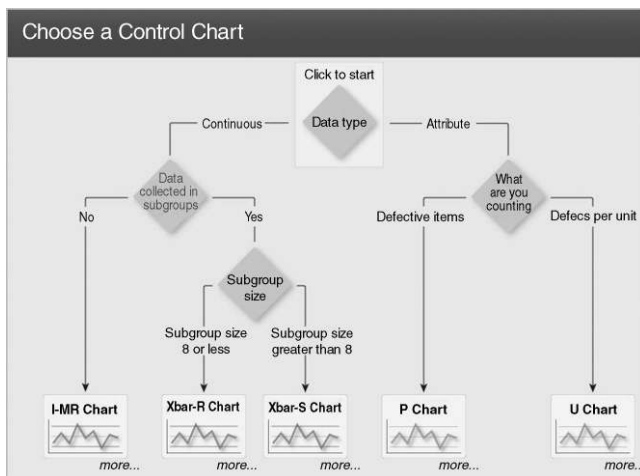 Choose a Control Chart
Click to start
Data type
Continuous
Attribute
Data
collected in
subgroups
What
are you
counting
No
Yes
Defective items
Defecs per unit
Subgroup
size
Subgroup size
8 or less
Subgroup size
greater than 8
I-MR Chart
Xbar-R Chart
Xbar-S Chart
P Chart
U Chart
more...
more...
more...
more...
more...